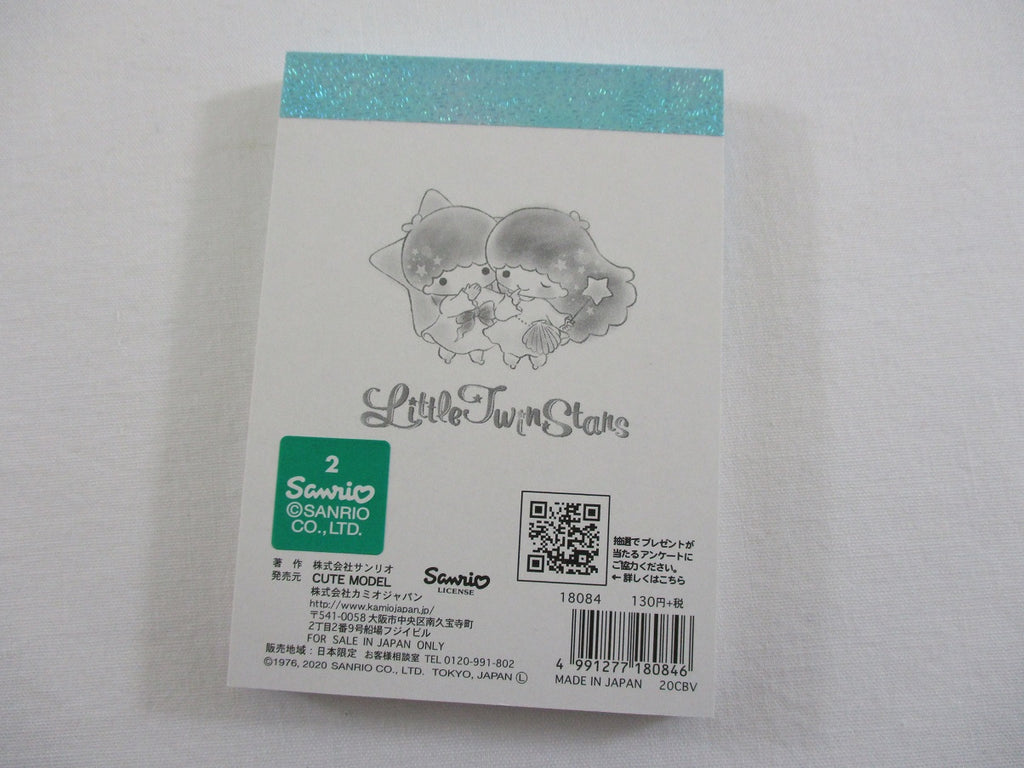 Little Twin Stars
2
Sanrio
©SANRIO
CO., LTD.
抽選でプレゼントが
当たるアンケートに
ご協力ください。
← 詳しくはこちら
著 作 株式会社サンリオ
発売元 CUTE MODEL
株式会社カミオジャパン
http://www.kamiojapan.jp/
〒541-0058 大阪市中央区南久宝寺町
2丁目2番9号船場フジイビル
FOR SALE IN JAPAN ONLY
販売地域：日本限定 お客様相談室 TEL 0120-991-802
©1976, 2020 SANRIO CO., LTD. TOKYO, JAPAN Ⓛ
Sanrio
LICENSE
18084 130円+税
4 991277 180846
MADE IN JAPAN 20CBV